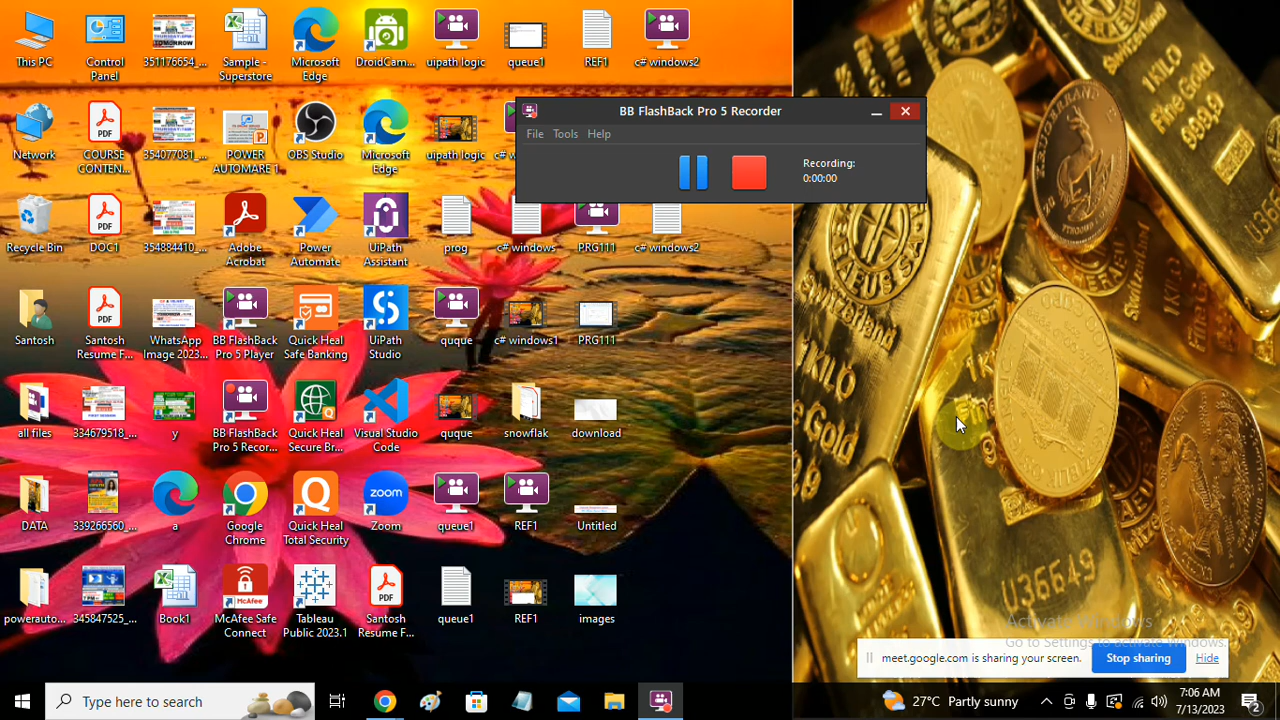 This PC
Control
Panel
351176654_...
Sample -
Superstore
Microsoft
Edge
DroidCam...
uipath logic
queue1
REF1
c# windows2
BB FlashBack Pro 5 Recorder
File
Tools
Help
Recording:
0:00:00
Network
COURSE
CONTEN...
354077081_...
POWER
AUTOMARE 1
OBS Studio
Microsoft
Edge
uipath logic
Recycle Bin
DOC1
354884410_...
Adobe
Acrobat
Power
Automate
UiPath
Assistant
prog
c# windows
PRG111
c# windows2
Santosh
Santosh
Resume F...
WhatsApp
Image 2023...
BB FlashBack
Pro 5 Player
Quick Heal
Safe Banking
UiPath
Studio
quque
c# windows1
PRG111
all files
334679518_...
y
BB FlashBack
Pro 5 Recor...
Quick Heal
Secure Br...
Visual Studio
Code
quque
snowflak
download
DATA
339266560_...
a
Google
Chrome
Quick Heal
Total Security
Zoom
queue1
REF1
Untitled
powerauto...
345847525_...
Book1
McAfee Safe
Connect
Tableau
Public 2023.1
Santosh
Resume F...
queue1
REF1
images
Activate Windows
Go to Settings to activate Windows.
meet.google.com is sharing your screen.
Stop sharing
Hide
Type here to search
27°C Partly sunny
7:06 AM
7/13/2023
2